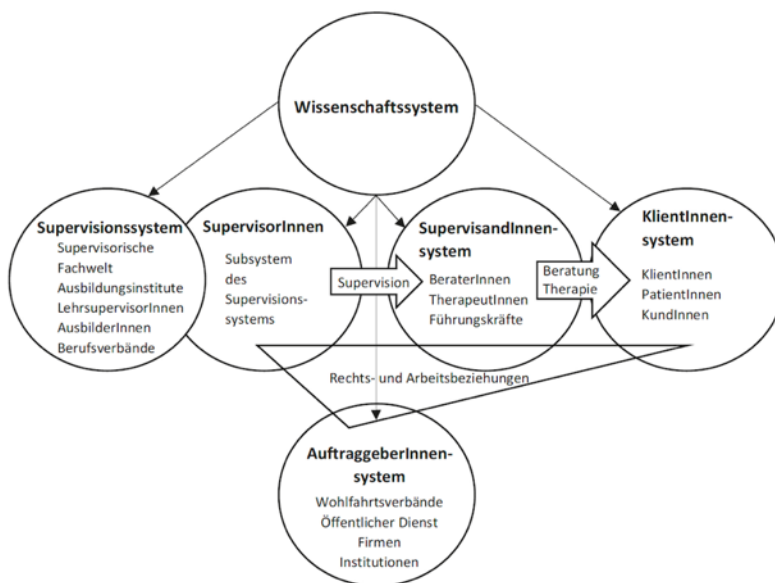 Wissenschaftssystem
Supervisionssystem
Supervisorische
Fachwelt
Ausbildungsinstitute
LehrsupervisorInnen
AusbilderInnen
Berufsverbände
SupervisorInnen
Subsystem
des
Supervisions-
systems
Supervision
SupervisandInnen-
system
BeraterInnen
TherapeutInnen
Führungskräfte
Beratung
Therapie
KlientInnen-
system
KlientInnen
PatientInnen
KundInnen
Rechts- und Arbeitsbeziehungen
AuftraggeberInnen-
system
Wohlfahrtsverbände
Öffentlicher Dienst
Firmen
Institutionen